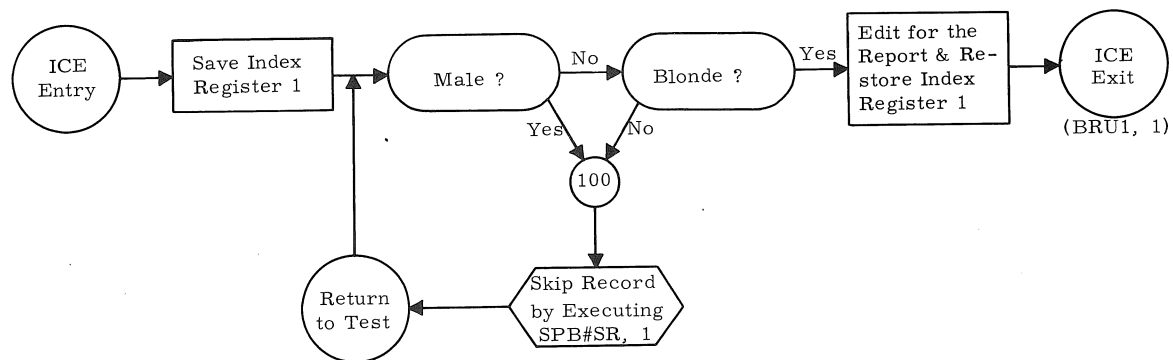 ICE
Entry
Save Index
Register 1
Male ?
No
Blonde ?
Yes
Edit for the
Report & Re-
store Index
Register 1
ICE
Exit
(BRU1, 1)
Yes
No
100
Skip Record
by Executing
SPB#SR, 1
Return
to Test